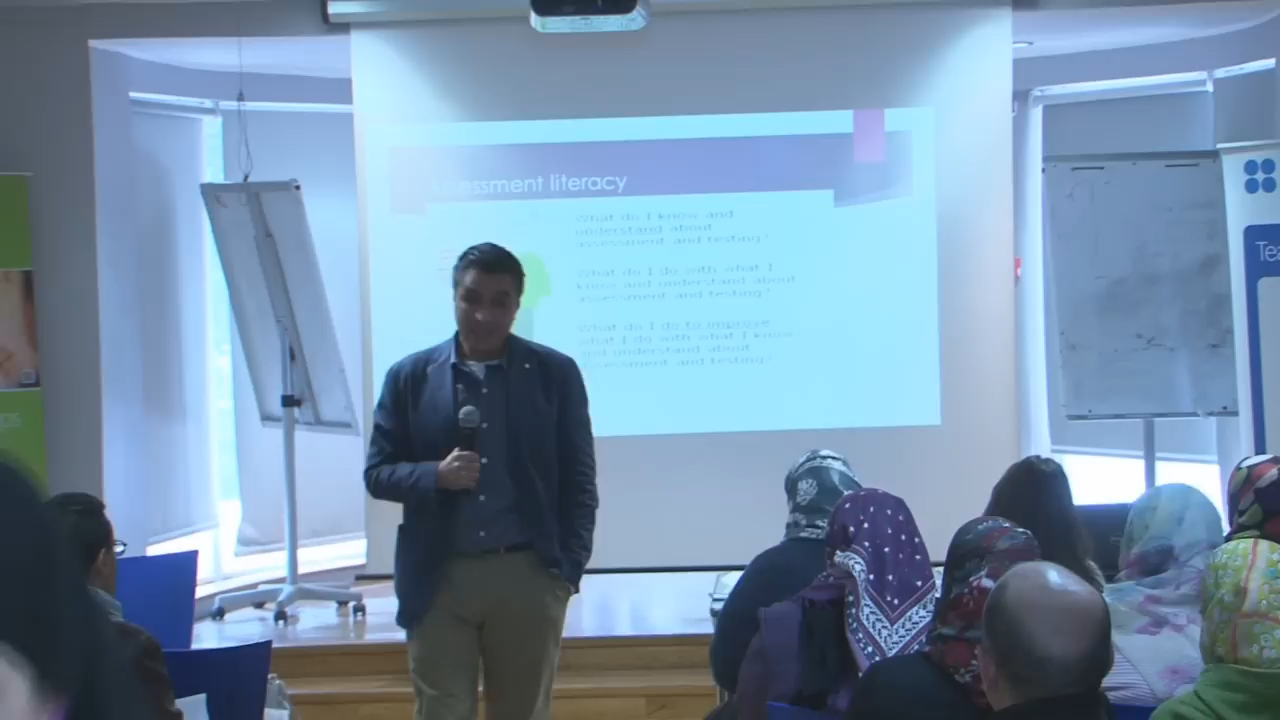 ssessment literacy
What do I know and
understand about
assessment and testing?
What do I do with what I
know and understand about
assessment and testing?
What do I do to improve
what I do with what I know
and understand about
assessment and testing?
Tea